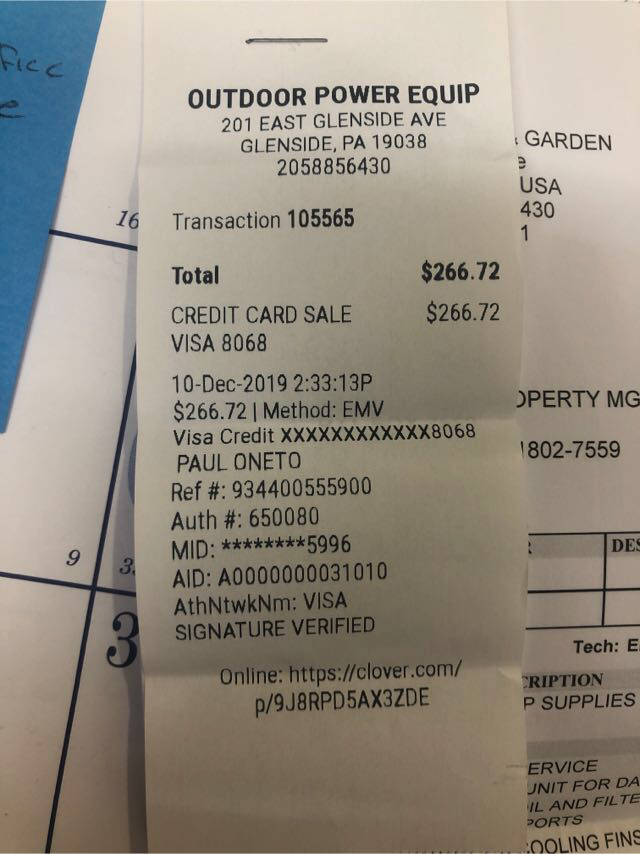 OUTDOOR POWER EQUIP
201 EAST GLENSIDE AVE
GLENSIDE, PA 19038
2058856430
Transaction 105565
Total $266.72
CREDIT CARD SALE $266.72
VISA 8068
10-Dec-2019 2:33:13P
$266.72 | Method: EMV
Visa Credit XXXXXXXXXXXX8068
PAUL ONETO
Ref #: 934400555900
Auth #: 650080
MID: ********5996
AID: A0000000031010
AthNtwkNm: VISA
SIGNATURE VERIFIED
Online: https://clover.com/
p/9J8RPD5AX3ZDE
16
9
3
GARDEN
USA
430
1
OPERTY MG
802-7559
DES
Tech: E
RIPTION
P SUPPLIES
ERVICE
UNIT FOR DA
IL AND FILTE
PORTS
OOLING FINS